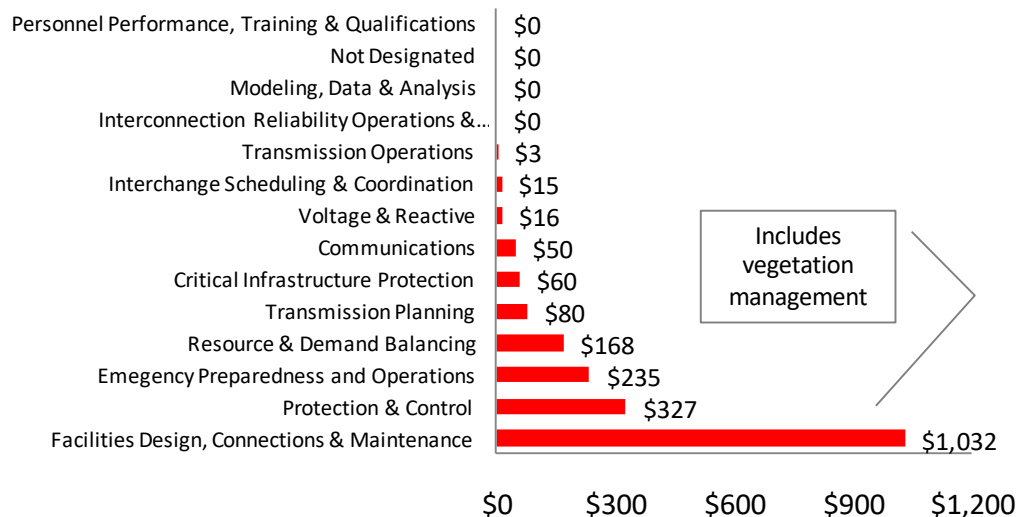 Personnel Performance, Training & Qualifications $0
Not Designated $0
Modeling, Data & Analysis $0
Interconnection Reliability Operations &... $0
Transmission Operations $3
Interchange Scheduling & Coordination $15
Voltage & Reactive $16
Communications $50
Critical Infrastructure Protection $60
Transmission Planning $80
Resource & Demand Balancing $168
Emegency Preparedness and Operations $235
Protection & Control $327
Facilities Design, Connections & Maintenance $1,032
Includes
vegetation
management
$0 $300 $600 $900 $1,200